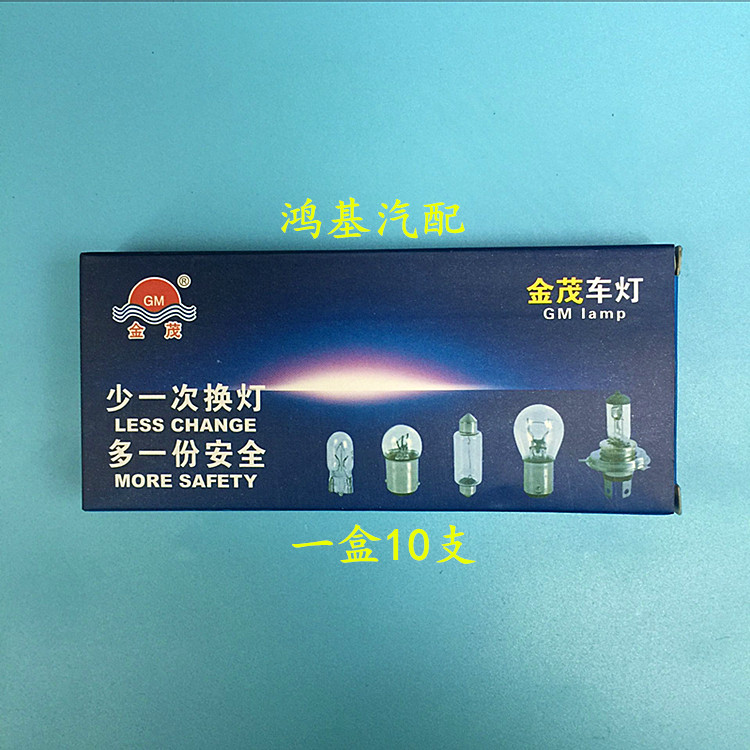 鸿基汽配
GM
®
金茂
金茂车灯
GM lamp
少一次换灯
LESS CHANGE
多一份安全
MORE SAFETY
一盒10支